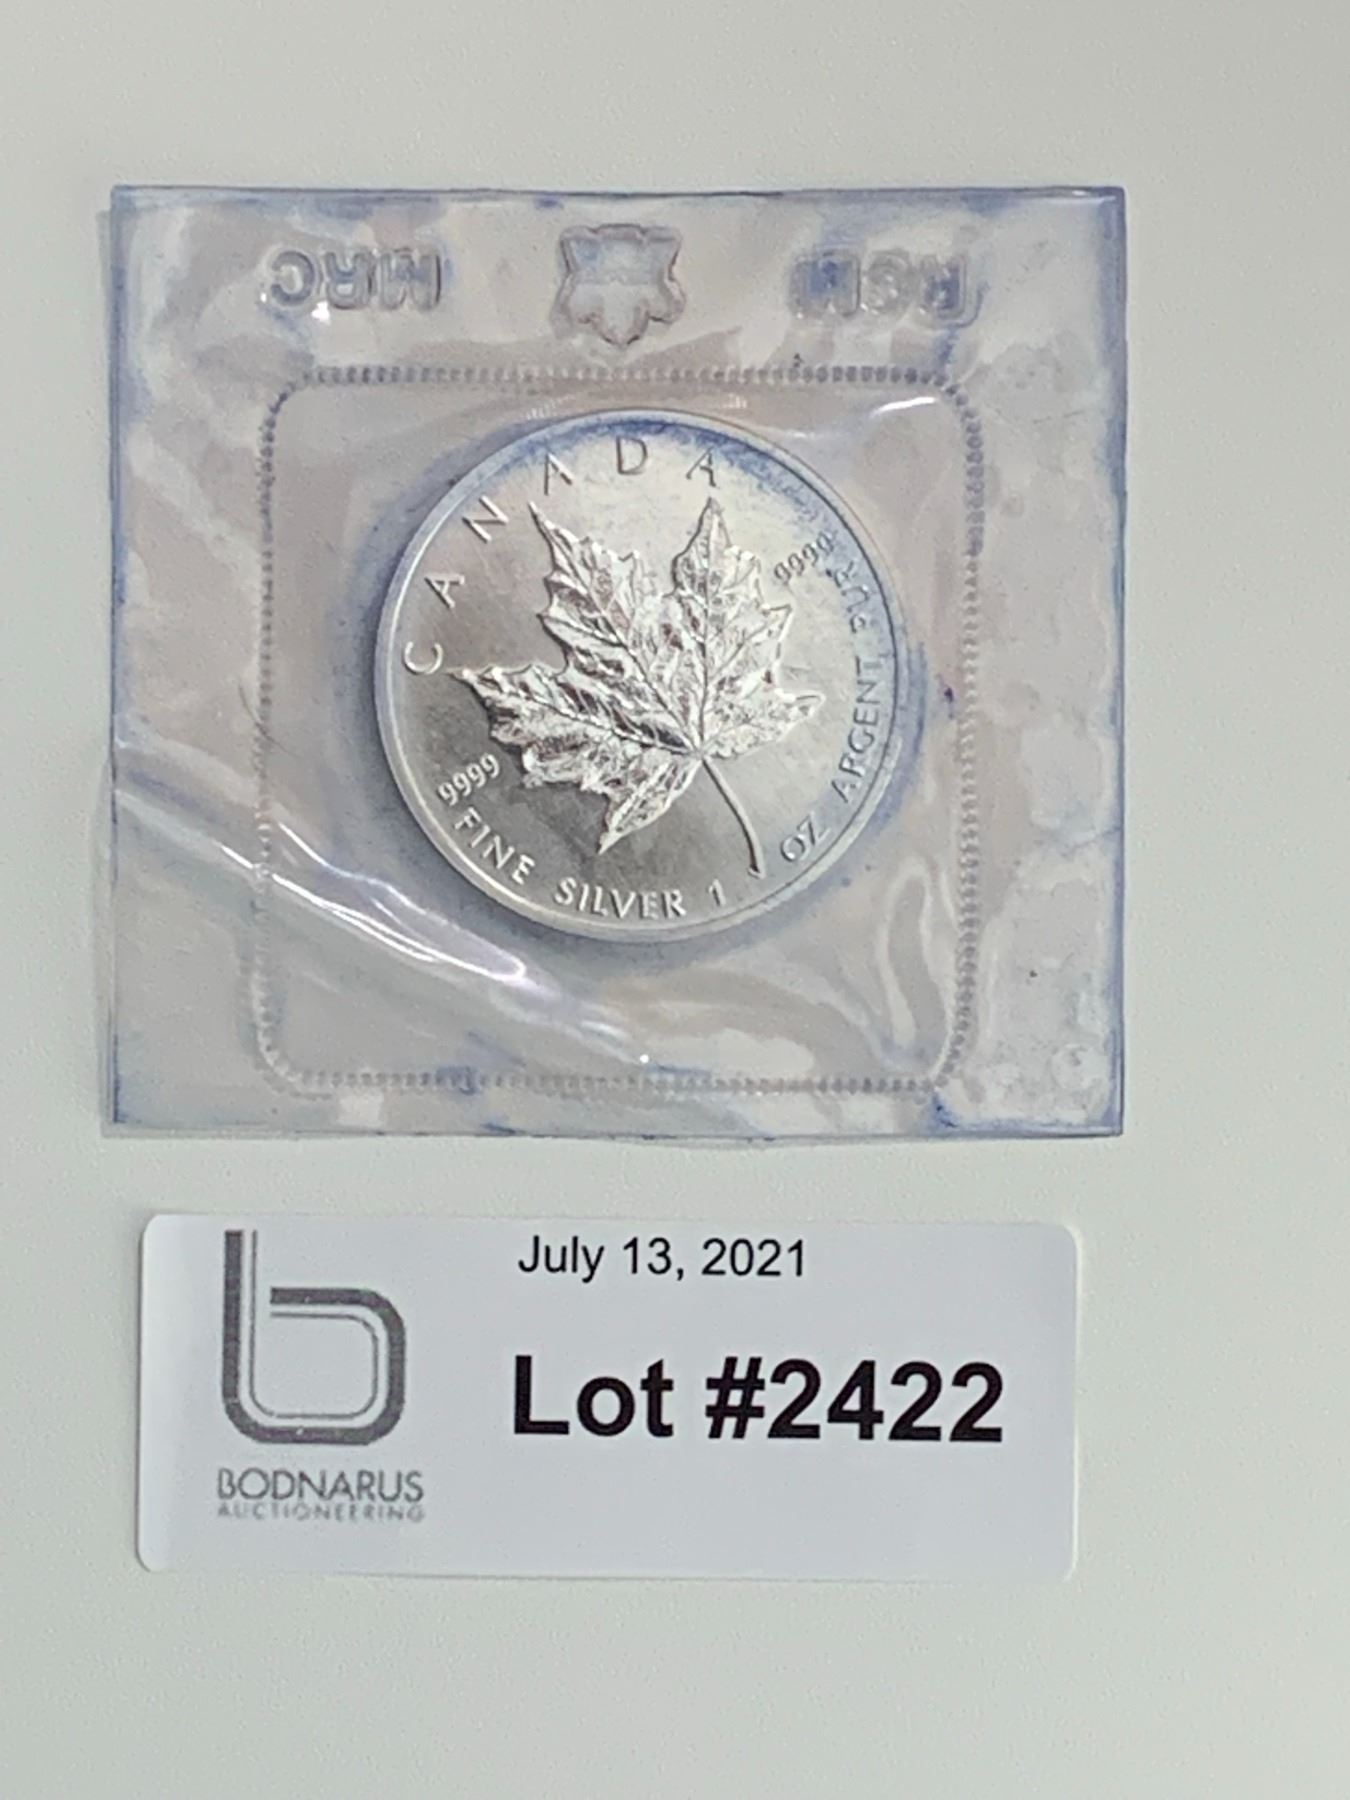 MRC RCM
CANADA
9999
9999
FINE SILVER 1 OZ ARGENT PUR
July 13, 2021
Lot #2422
BODNARUS
AUCTIONEERING